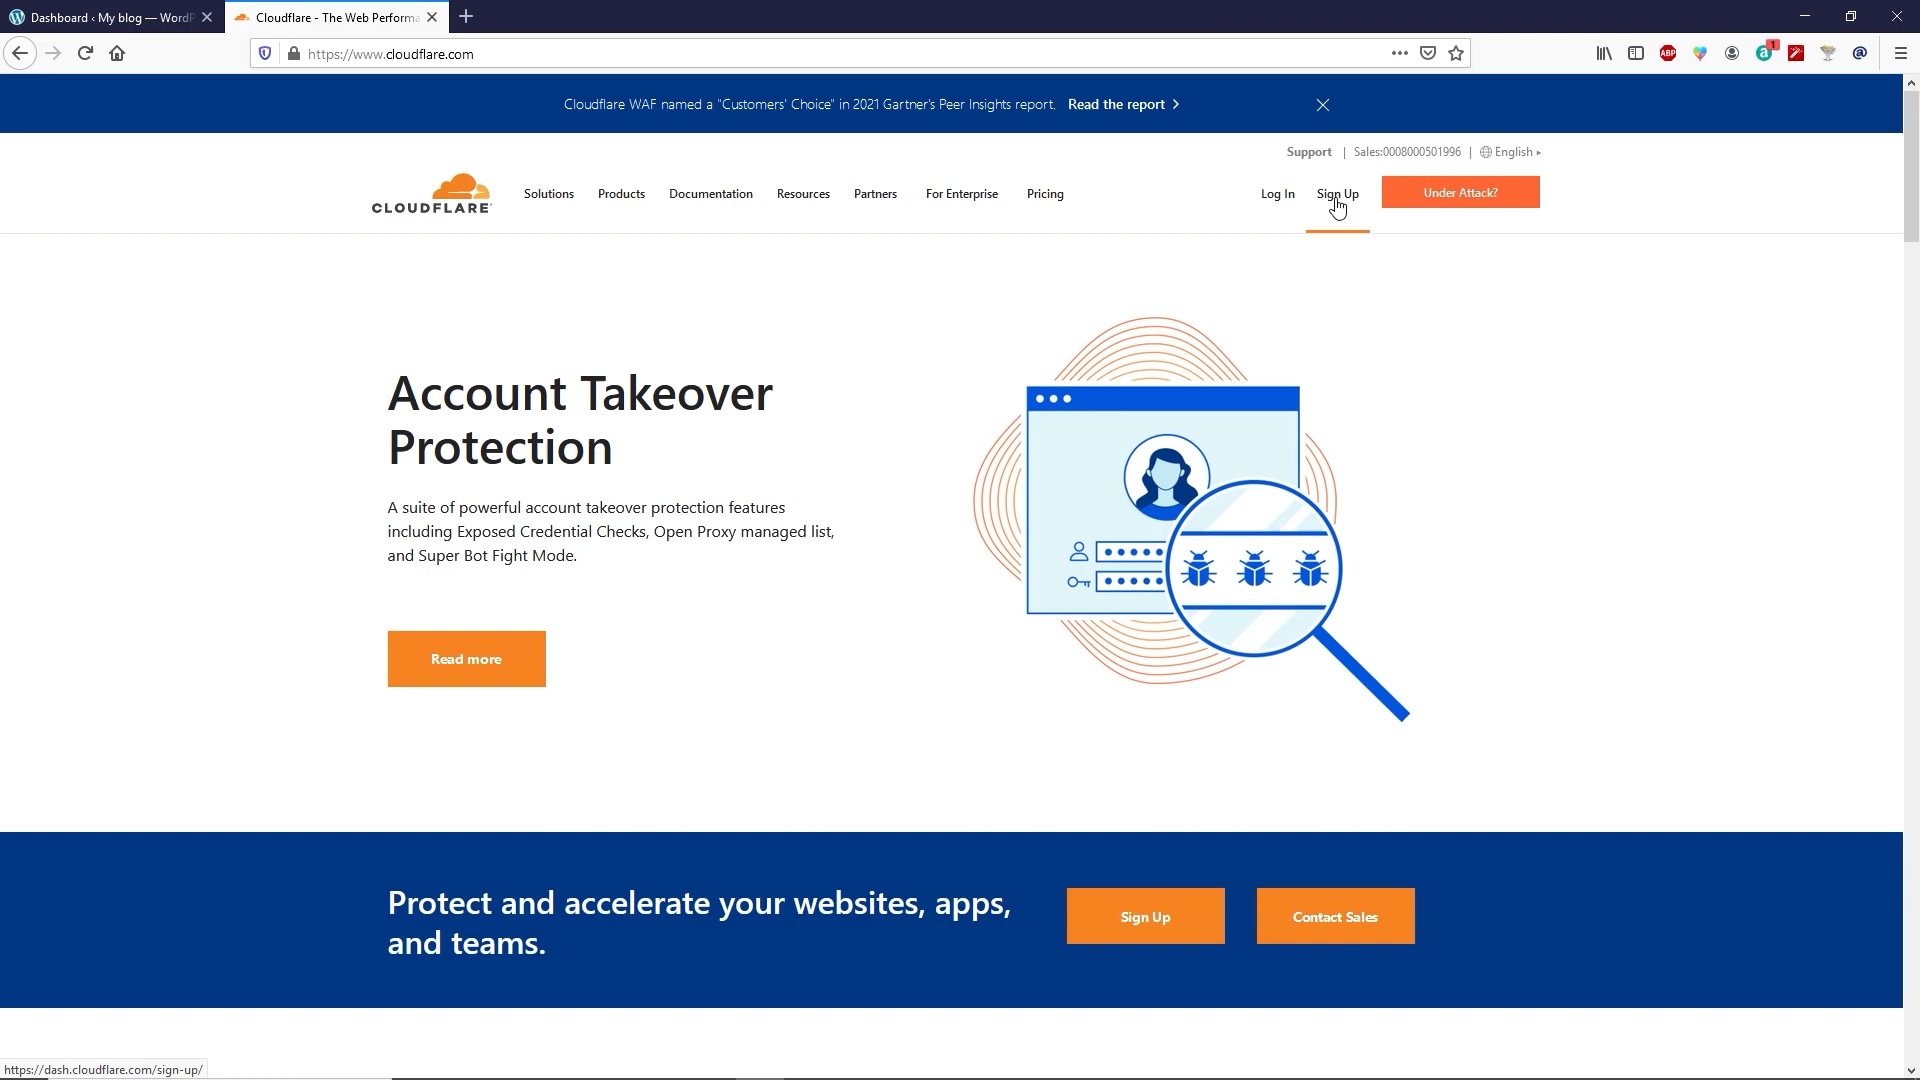 Dashboard ‹ My blog — WordP
Cloudflare - The Web Performa
https://www.cloudflare.com
ABP
1
a
@
Cloudflare WAF named a "Customers' Choice" in 2021 Gartner's Peer Insights report. Read the report >
Support | Sales:0008000501996 | English ▸
CLOUDFLARE
Solutions Products Documentation Resources Partners For Enterprise Pricing Log In Sign Up Under Attack?
Account Takeover
Protection
A suite of powerful account takeover protection features
including Exposed Credential Checks, Open Proxy managed list,
and Super Bot Fight Mode.
Read more
Protect and accelerate your websites, apps,
and teams.
Sign Up Contact Sales
https://dash.cloudflare.com/sign-up/